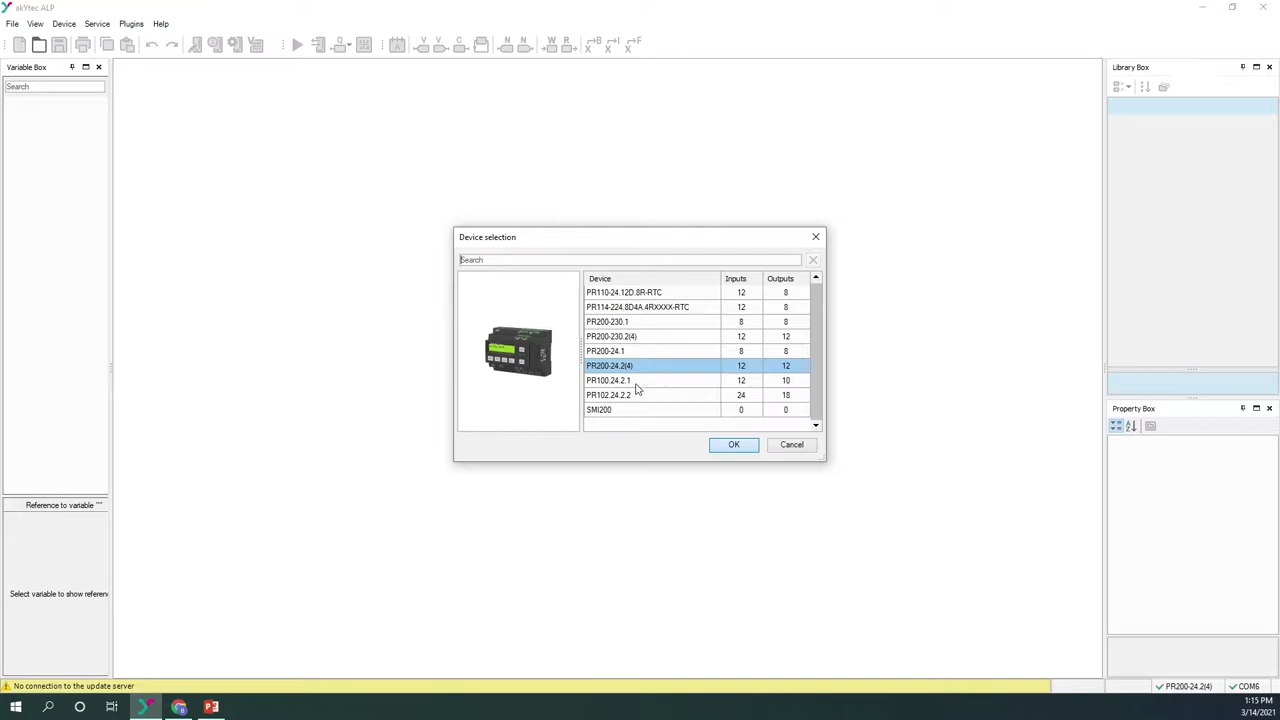 akYtec ALP
File View Device Service Plugins Help
Variable Box
Search
Library Box
Device selection
Search
Device Inputs Outputs
PR110-24.12D.8R-RTC 12 8
PR114-224.8D4A.4RXXXX-RTC 12 8
PR200-230.1 8 8
PR200-230.2(4) 12 12
PR200-24.1 8 8
PR200-24.2(4) 12 12
PR100.24.2.1 12 10
PR102.24.2.2 24 18
SMI200 0 0
OK Cancel
Property Box
Reference to variable ""
Select variable to show referen
No connection to the update server
PR200-24.2(4) COM6
1:15 PM
3/14/2021